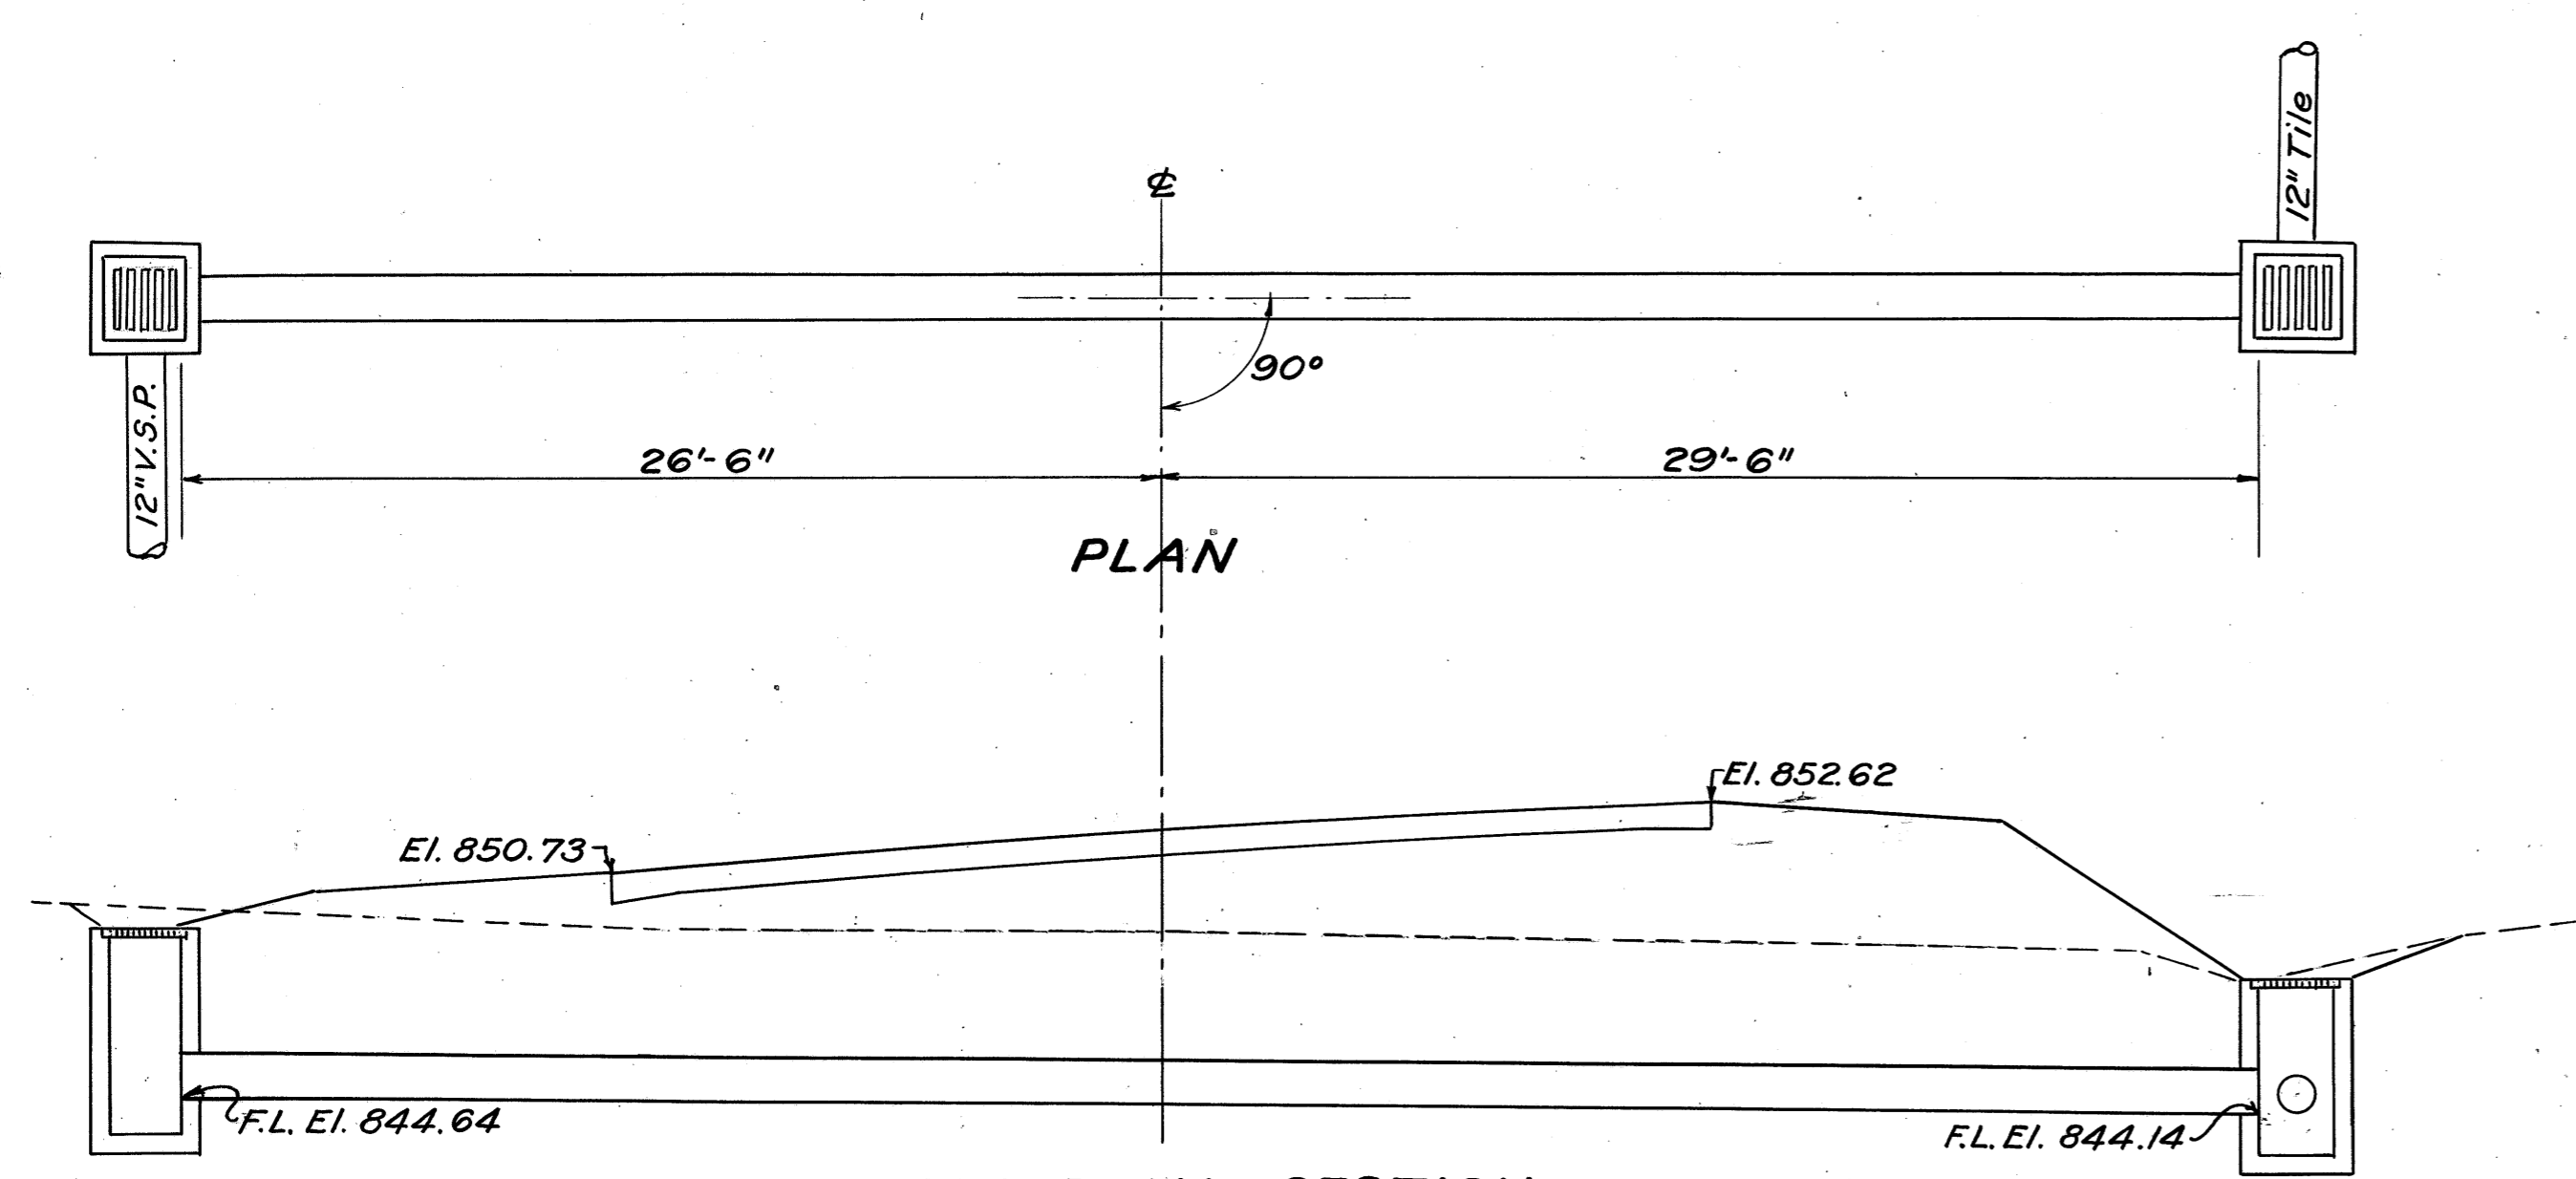 12" Tile
℄
90°
12" V.S.P.
26'-6"
29'-6"
PLAN
El. 852.62
El. 850.73
F.L. El. 844.64
F.L. El. 844.14
SECTION